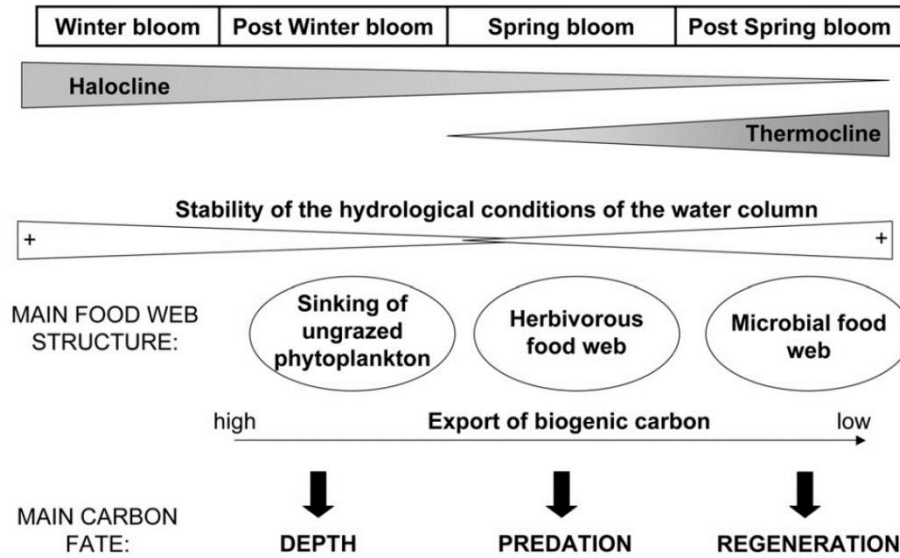 Winter bloom Post Winter bloom Spring bloom Post Spring bloom
Halocline
Thermocline
Stability of the hydrological conditions of the water column
+ +
MAIN FOOD WEB
STRUCTURE:
Sinking of
ungrazed
phytoplankton
Herbivorous
food web
Microbial food
web
high Export of biogenic carbon low
MAIN CARBON
FATE:
DEPTH PREDATION REGENERATION